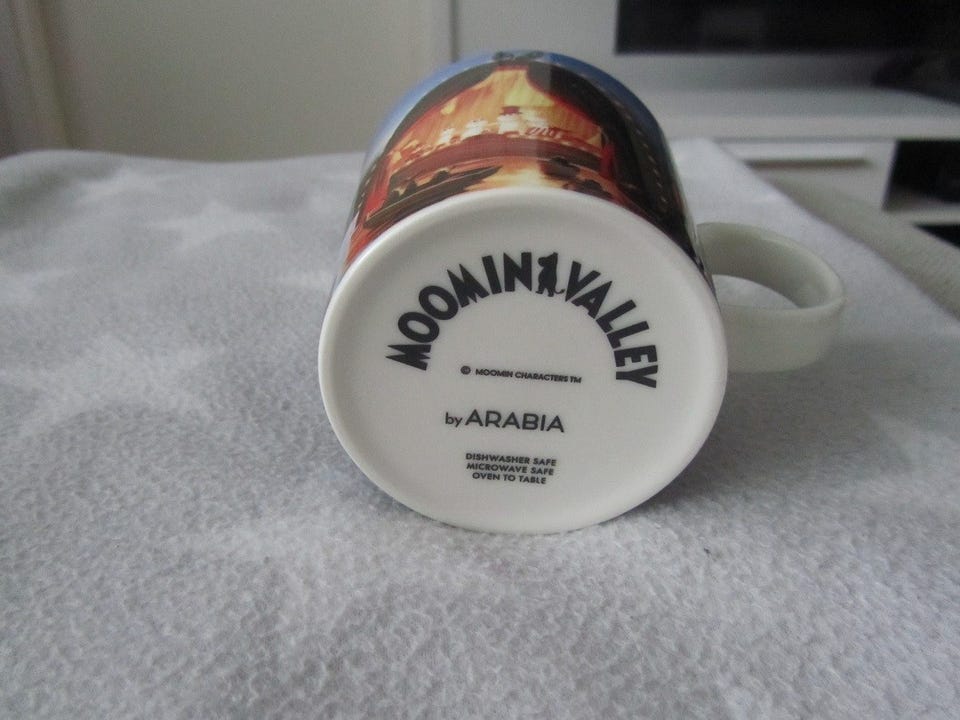 MOOMINVALLEY
© MOOMIN CHARACTERS TM
by ARABIA
DISHWASHER SAFE
MICROWAVE SAFE
OVEN TO TABLE